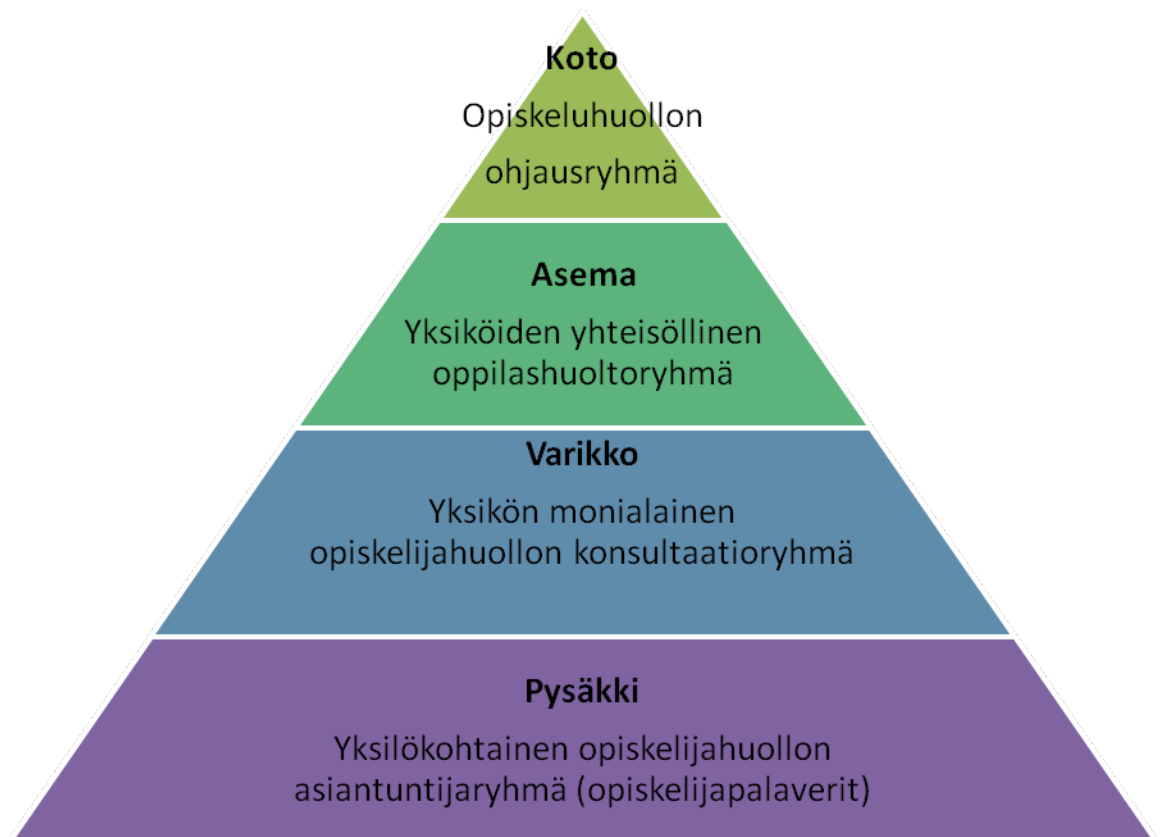 Koto
Opiskeluhuollon
ohjausryhmä
Asema
Yksiköiden yhteisöllinen
oppilashuoltoryhmä
Varikko
Yksikön monialainen
opiskelijahuollon konsultaatioryhmä
Pysäkki
Yksilökohtainen opiskelijahuollon
asiantuntijaryhmä (opiskelijapalaverit)